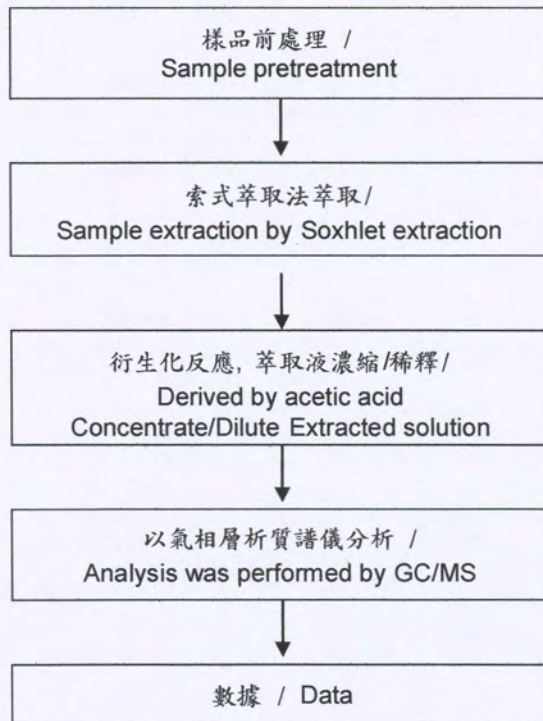 樣品前處理 /
Sample pretreatment
索式萃取法萃取/
Sample extraction by Soxhlet extraction
衍生化反應, 萃取液濃縮/稀釋/
Derived by acetic acid
Concentrate/Dilute Extracted solution
以氣相層析質譜儀分析 /
Analysis was performed by GC/MS
數據 / Data